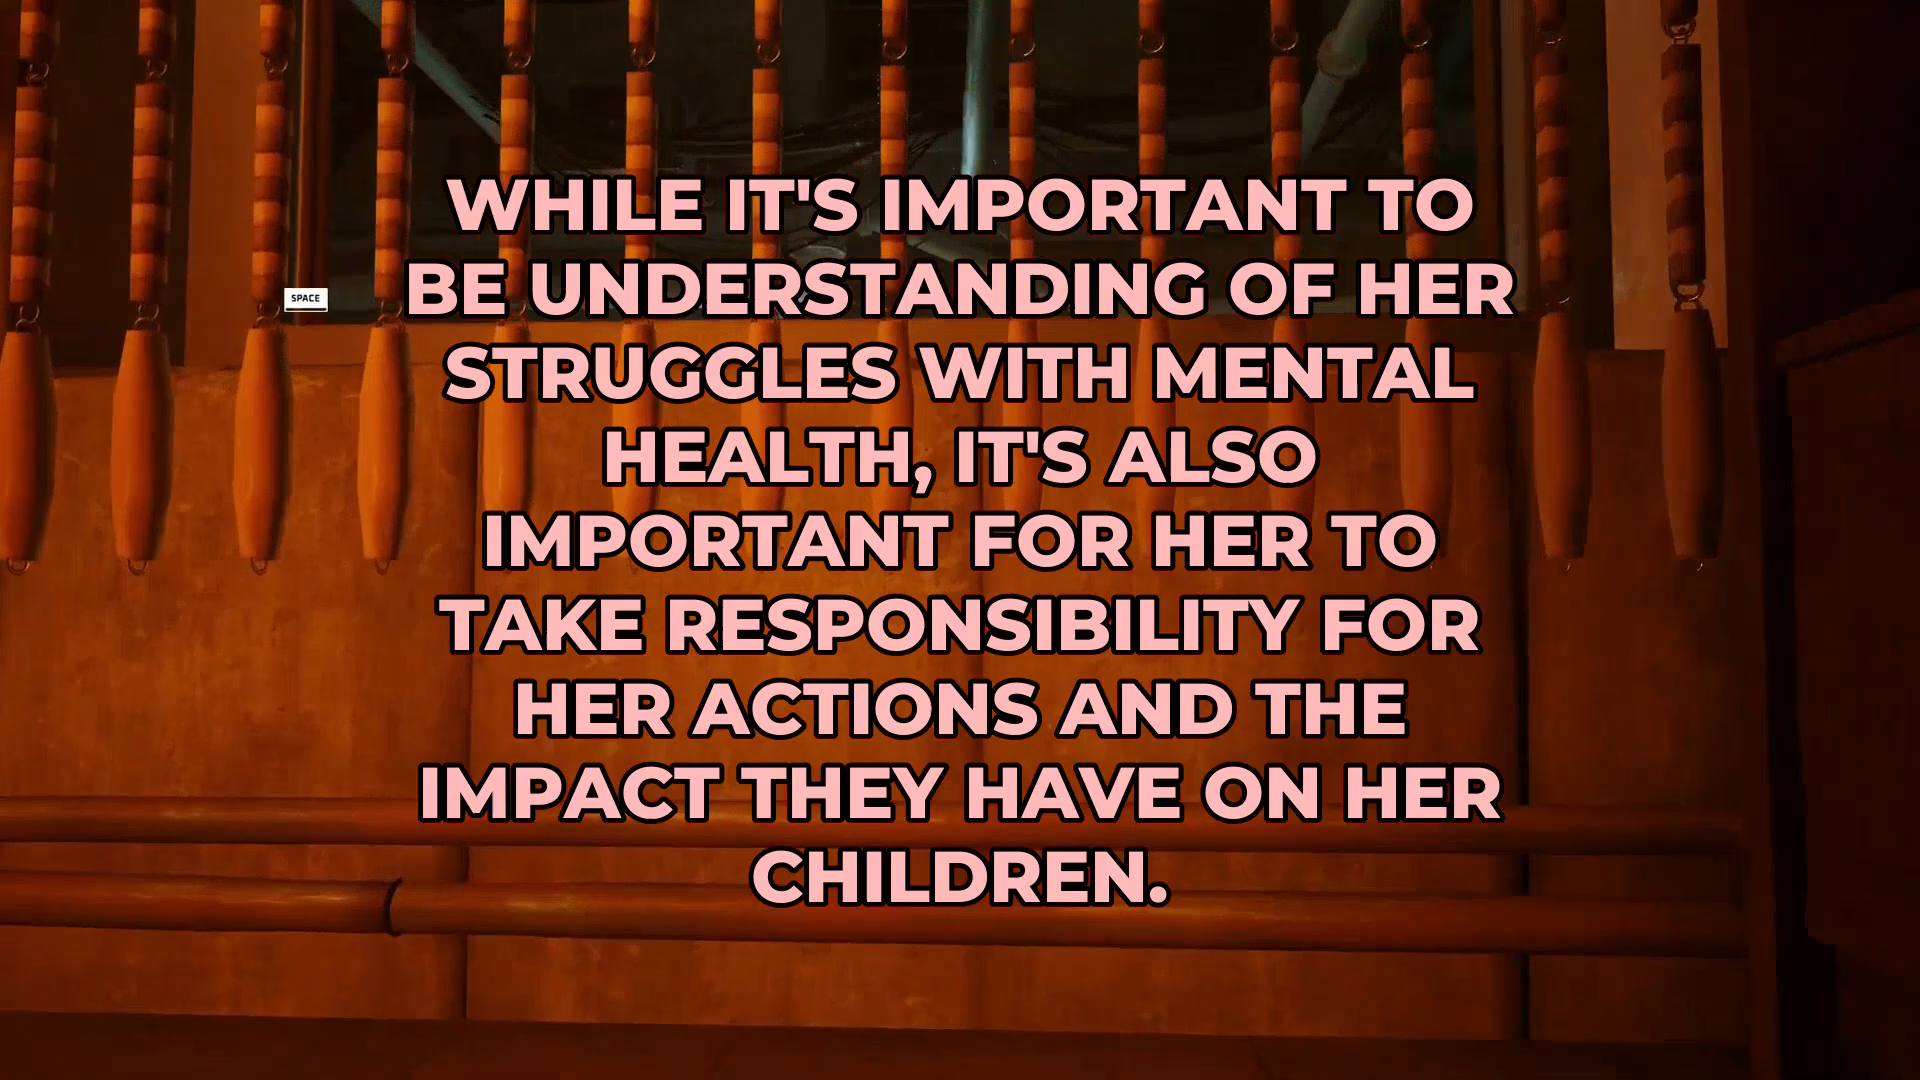 WHILE IT'S IMPORTANT TO
BE UNDERSTANDING OF HER
SPACE
STRUGGLES WITH MENTAL
HEALTH, IT'S ALSO
IMPORTANT FOR HER TO
TAKE RESPONSIBILITY FOR
HER ACTIONS AND THE
IMPACT THEY HAVE ON HER
CHILDREN.